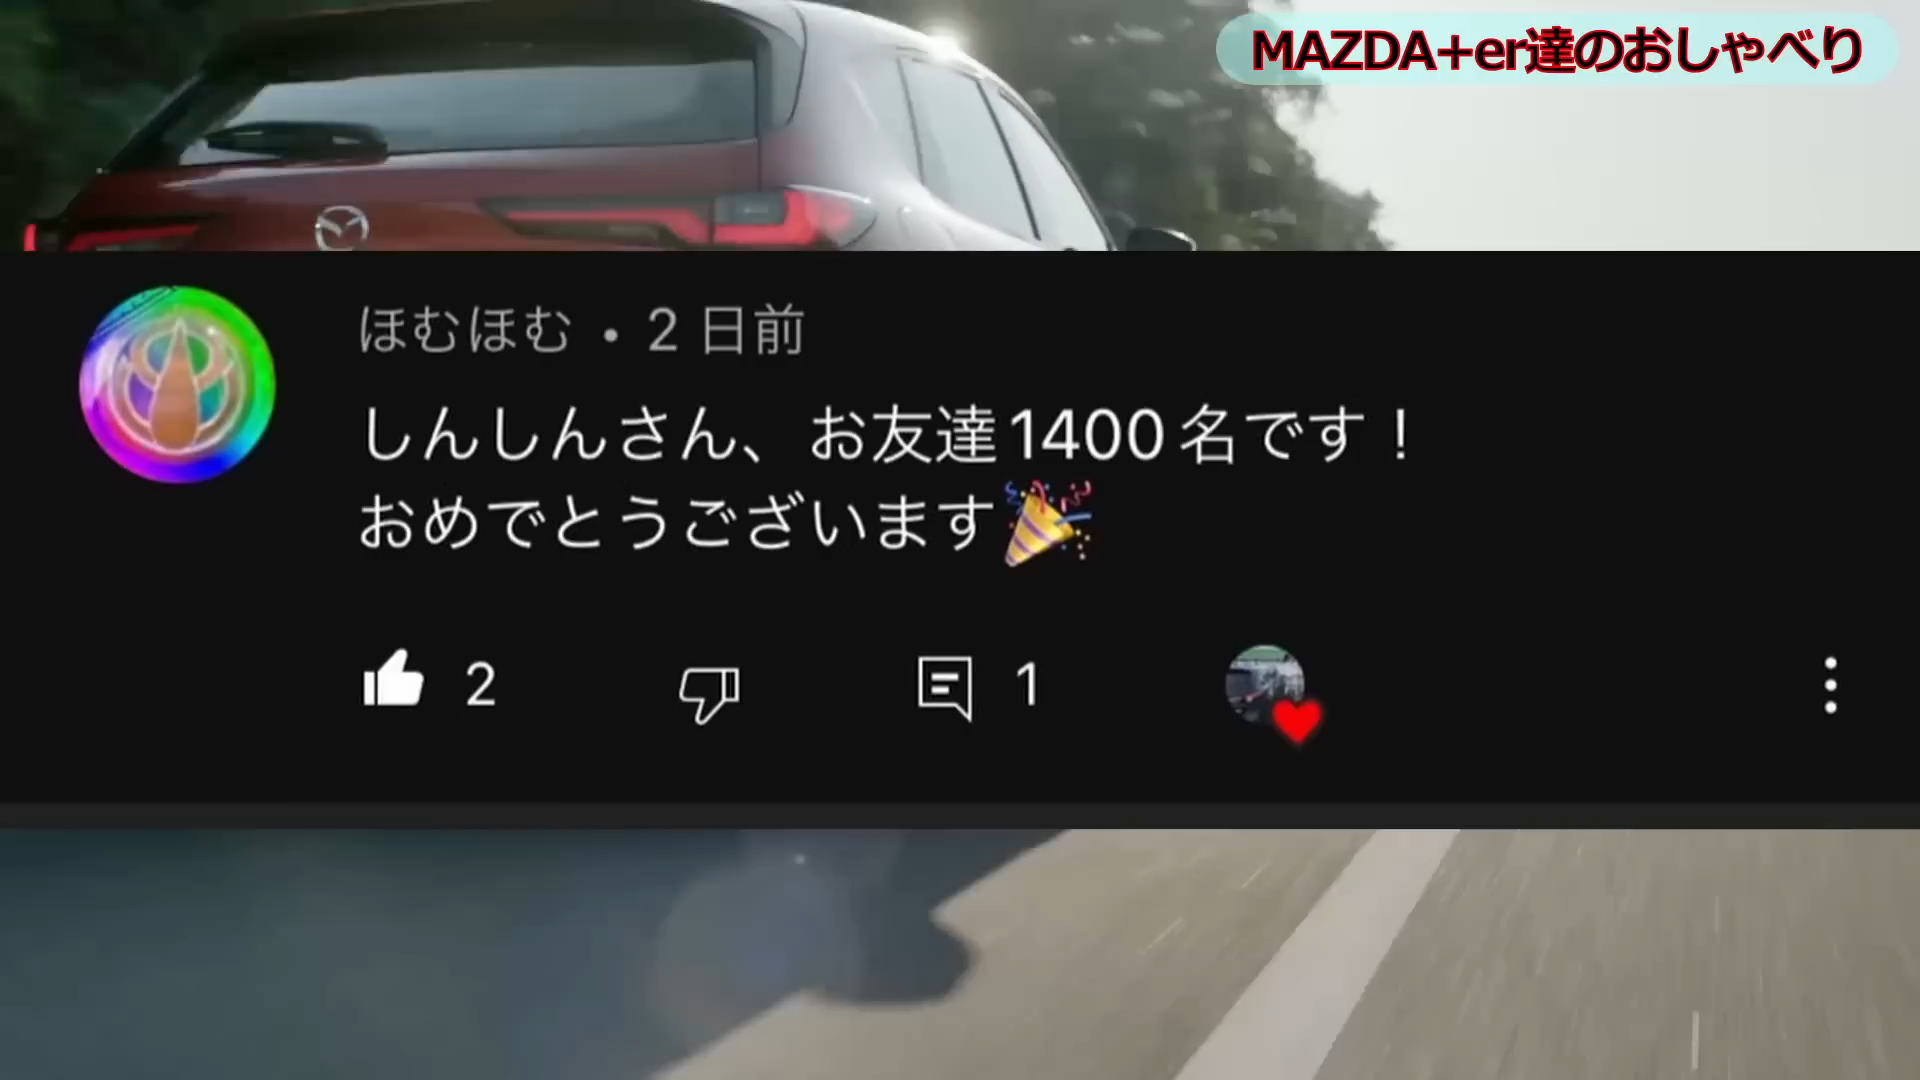 MAZDA+er達のおしゃべり
ほむほむ・2 日前
しんしんさん、お友達1400名です！
おめでとうございます🎉
2
1